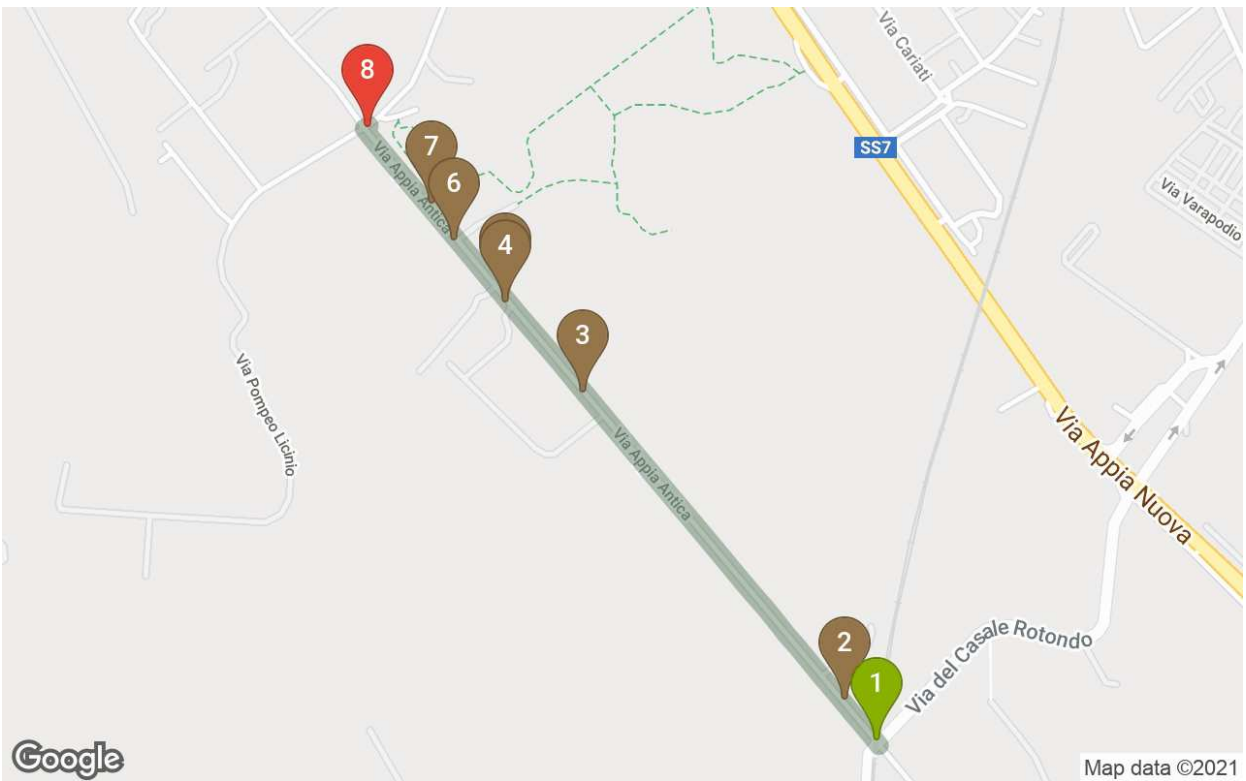 Via Cariati
8
SS7
7
Via Appia Antica
6
Via Varapodio
4
3
Via Pompeo Licinio
Via Appia Nuova
Via Appia Antica
2
Via del Casale Rotondo
1
Google
Map data ©2021